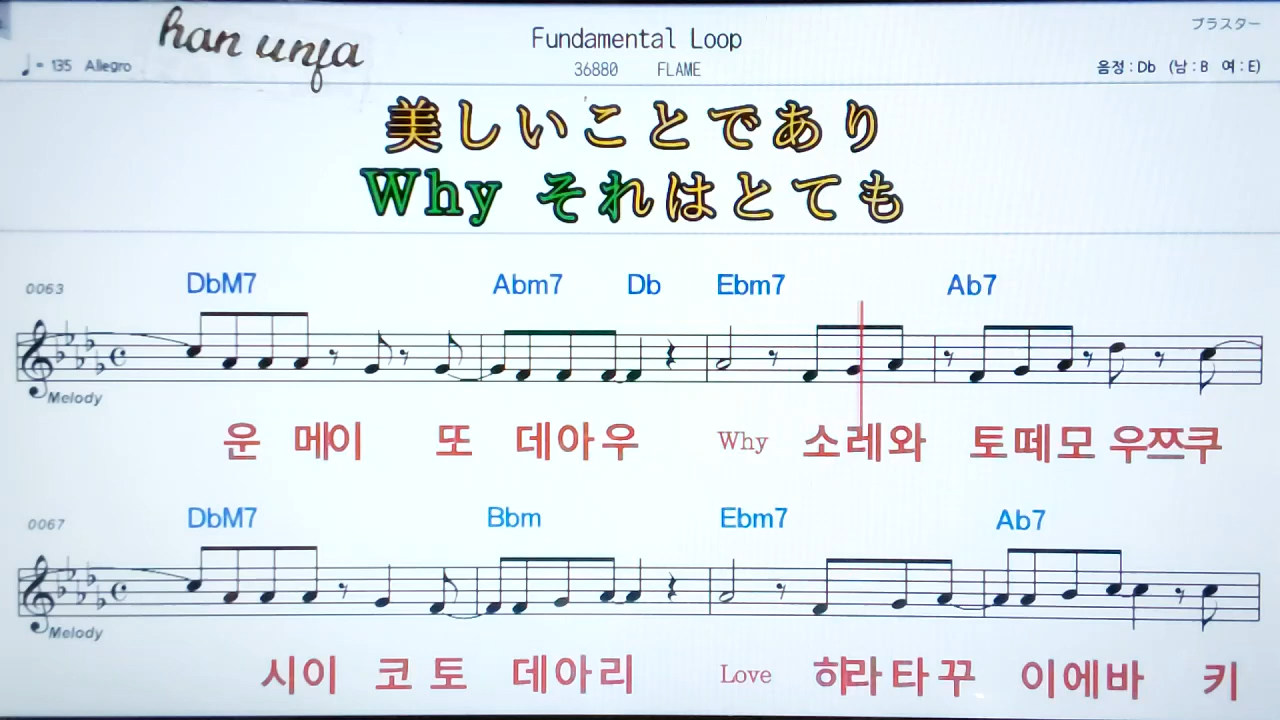 han unfa
Fundamental Loop
ブラスター
♩= 135 Allegro
36880 FLAME
음정 : Db (남 : B 여 : E)
美しいことであり
Why それはとても
0063
DbM7 Abm7 Db Ebm7 Ab7
Melody
운 메이 또 데아우 Why 소레와 토떼모 우쯔쿠
0067
DbM7 Bbm Ebm7 Ab7
Melody
시이 코토 데아리 Love 히라타꾸 이에바 키